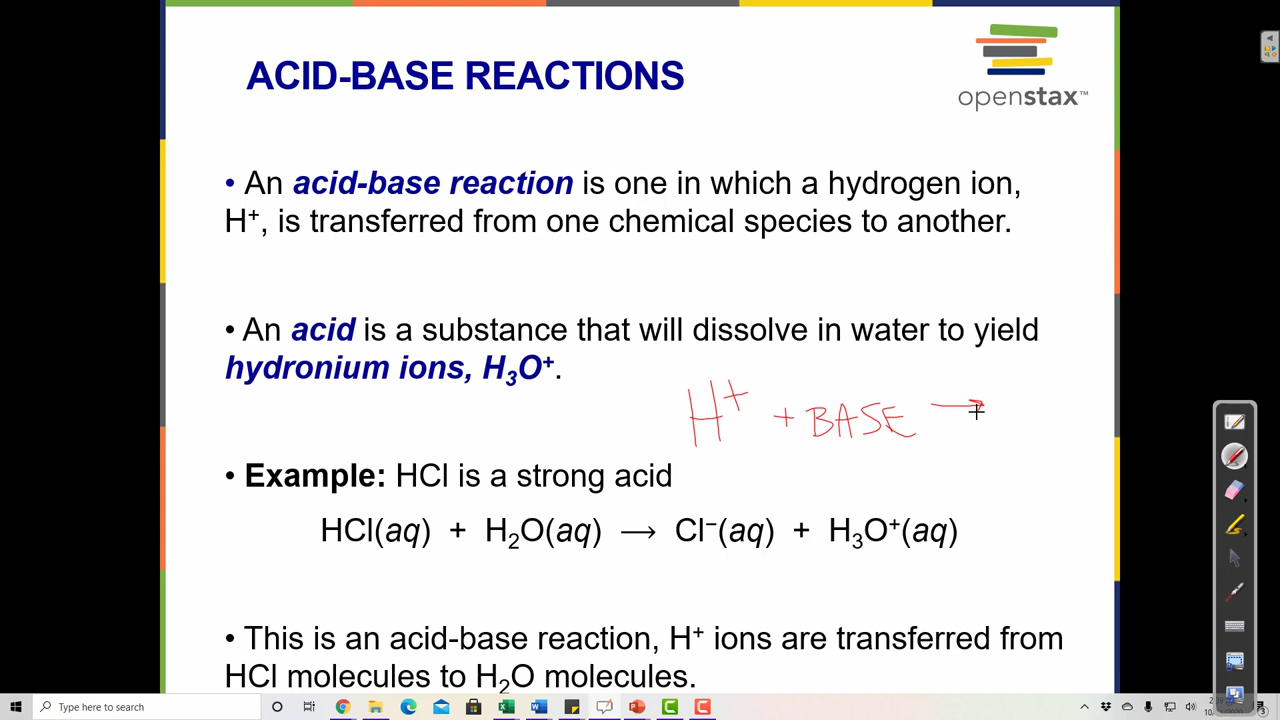 ACID-BASE REACTIONS
openstax™
• An acid-base reaction is one in which a hydrogen ion,
H⁺, is transferred from one chemical species to another.
• An acid is a substance that will dissolve in water to yield
hydronium ions, H₃O⁺.
H⁺ + BASE →
• Example: HCl is a strong acid
HCl(aq) + H₂O(aq) ⟶ Cl⁻(aq) + H₃O⁺(aq)
• This is an acid-base reaction, H⁺ ions are transferred from
HCl molecules to H₂O molecules.
Type here to search